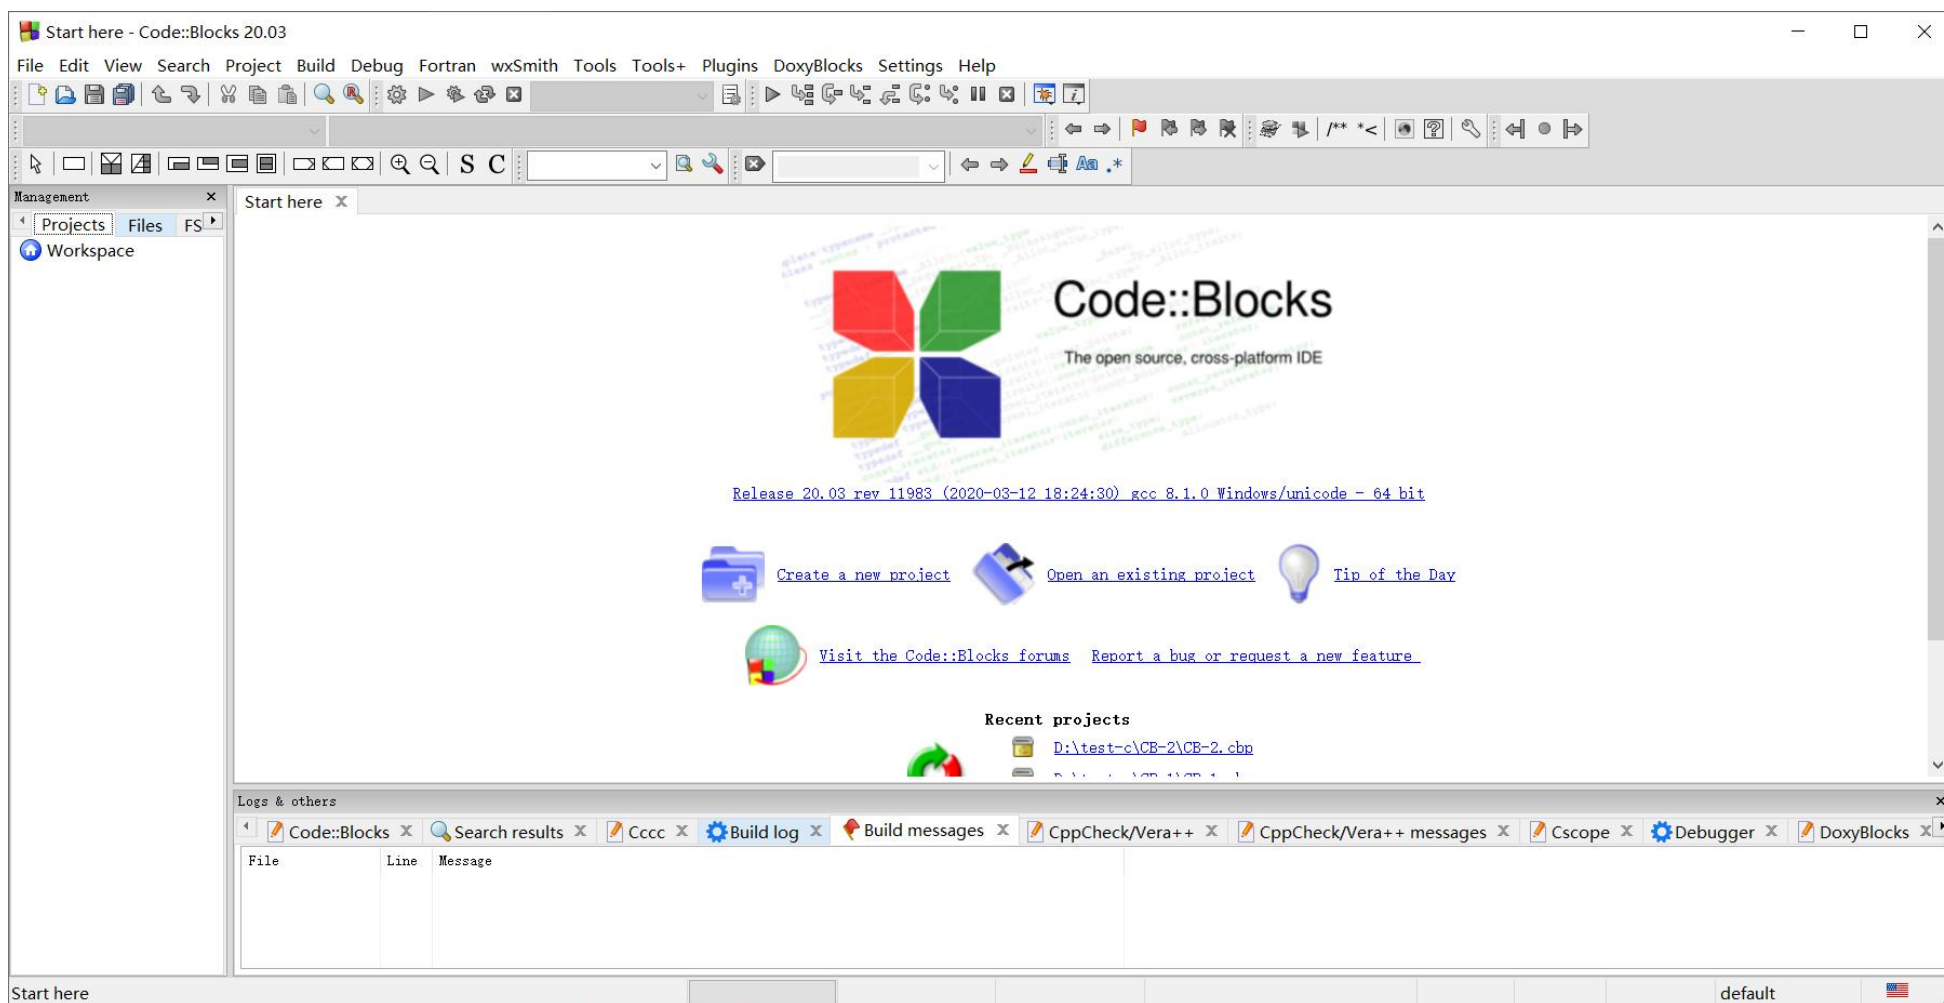 Start here - Code::Blocks 20.03
File Edit View Search Project Build Debug Fortran wxSmith Tools Tools+ Plugins DoxyBlocks Settings Help
/** *<
S C
Aa .*
Management
Start here
Projects Files FS
Workspace
Code::Blocks
The open source, cross-platform IDE
Release 20.03 rev 11983 (2020-03-12 18:24:30) gcc 8.1.0 Windows/unicode - 64 bit
Create a new project Open an existing project Tip of the Day
Visit the Code::Blocks forums Report a bug or request a new feature
Recent projects
D:\test-c\CB-2\CB-2.cbp
Logs & others
Code::Blocks Search results Cccc Build log Build messages CppCheck/Vera++ CppCheck/Vera++ messages Cscope Debugger DoxyBlocks
File Line Message
Start here default